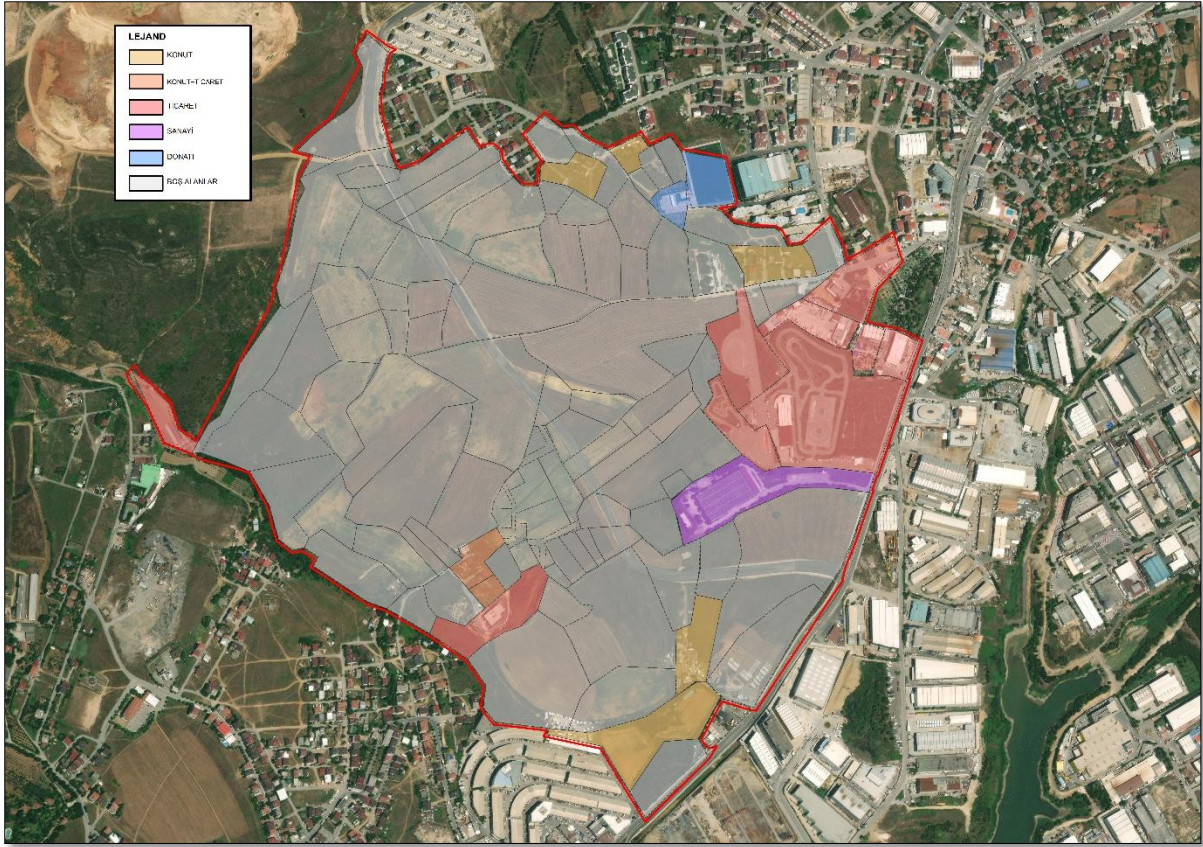 LEJAND
KONUT
KONUT+TİCARET
TİCARET
SANAYİ
DONATI
BOŞ ALANLAR